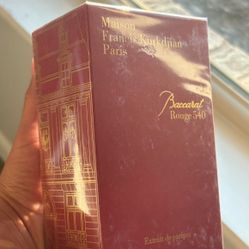 Maison
Francis Kurkdjian
Paris
Baccarat
Rouge 540
Extrait de parfum